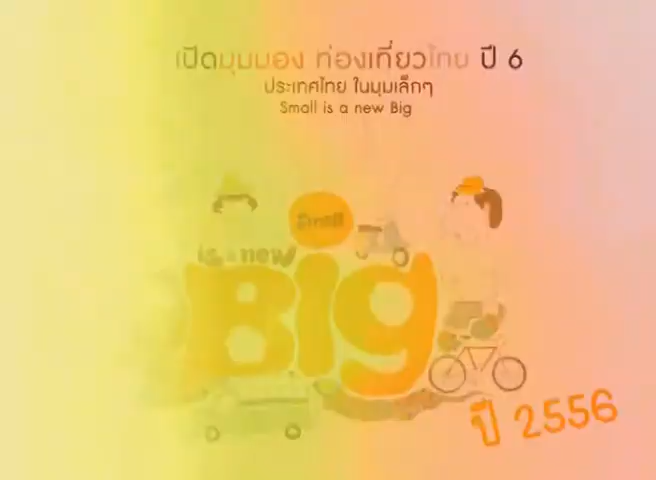 เปิดมุมมอง ท่องเที่ยวไทย ปี 6
ประเทศไทย ในมุมเล็กๆ
Small is a new Big
Small
is a new
Big
ปี 2556